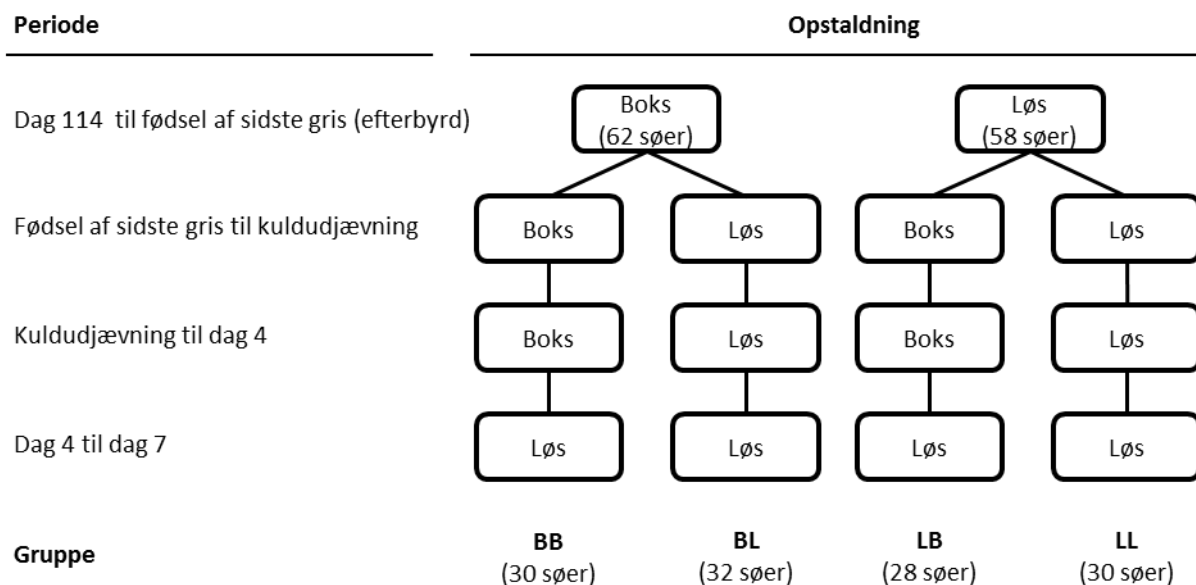 Periode Opstaldning
Dag 114 til fødsel af sidste gris (efterbyrd)
Boks Løs
(62 søer) (58 søer)
Fødsel af sidste gris til kuldudjævning Boks Løs Boks Løs
Kuldudjævning til dag 4 Boks Løs Boks Løs
Dag 4 til dag 7 Løs Løs Løs Løs
Gruppe
BB BL LB LL
(30 søer) (32 søer) (28 søer) (30 søer)